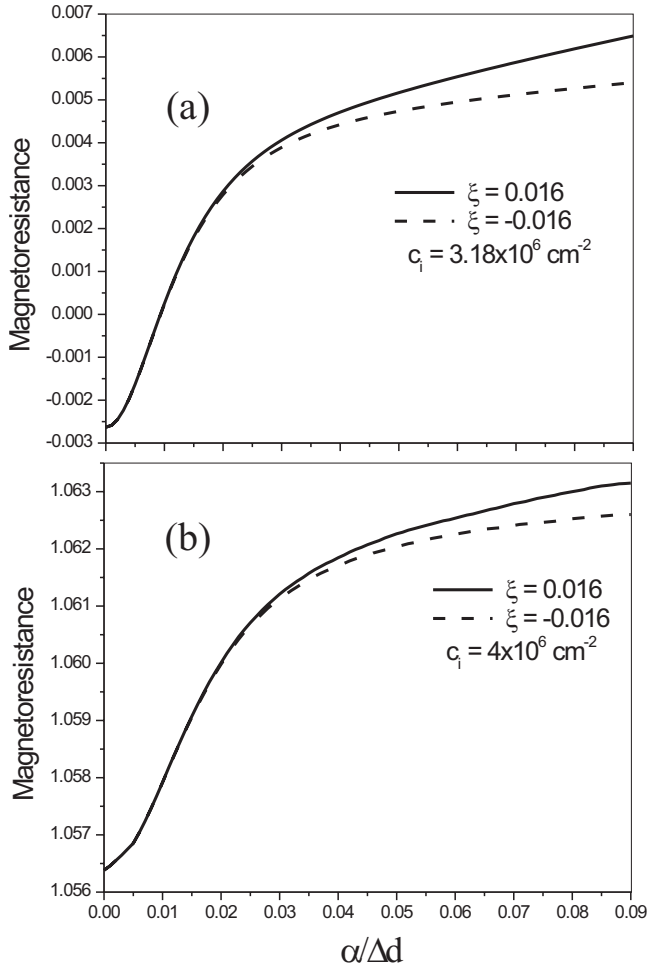 0.007
0.006
0.005
0.004
0.003
0.002
0.001
0.000
-0.001
-0.002
-0.003
Magnetoresistance
(a)
ξ = 0.016
ξ = -0.016
c_i = 3.18x10^6 cm^-2
1.063
1.062
1.061
1.060
1.059
1.058
1.057
1.056
Magnetoresistance
(b)
ξ = 0.016
ξ = -0.016
c_i = 4x10^6 cm^-2
0.00 0.01 0.02 0.03 0.04 0.05 0.06 0.07 0.08 0.09
α/Δd